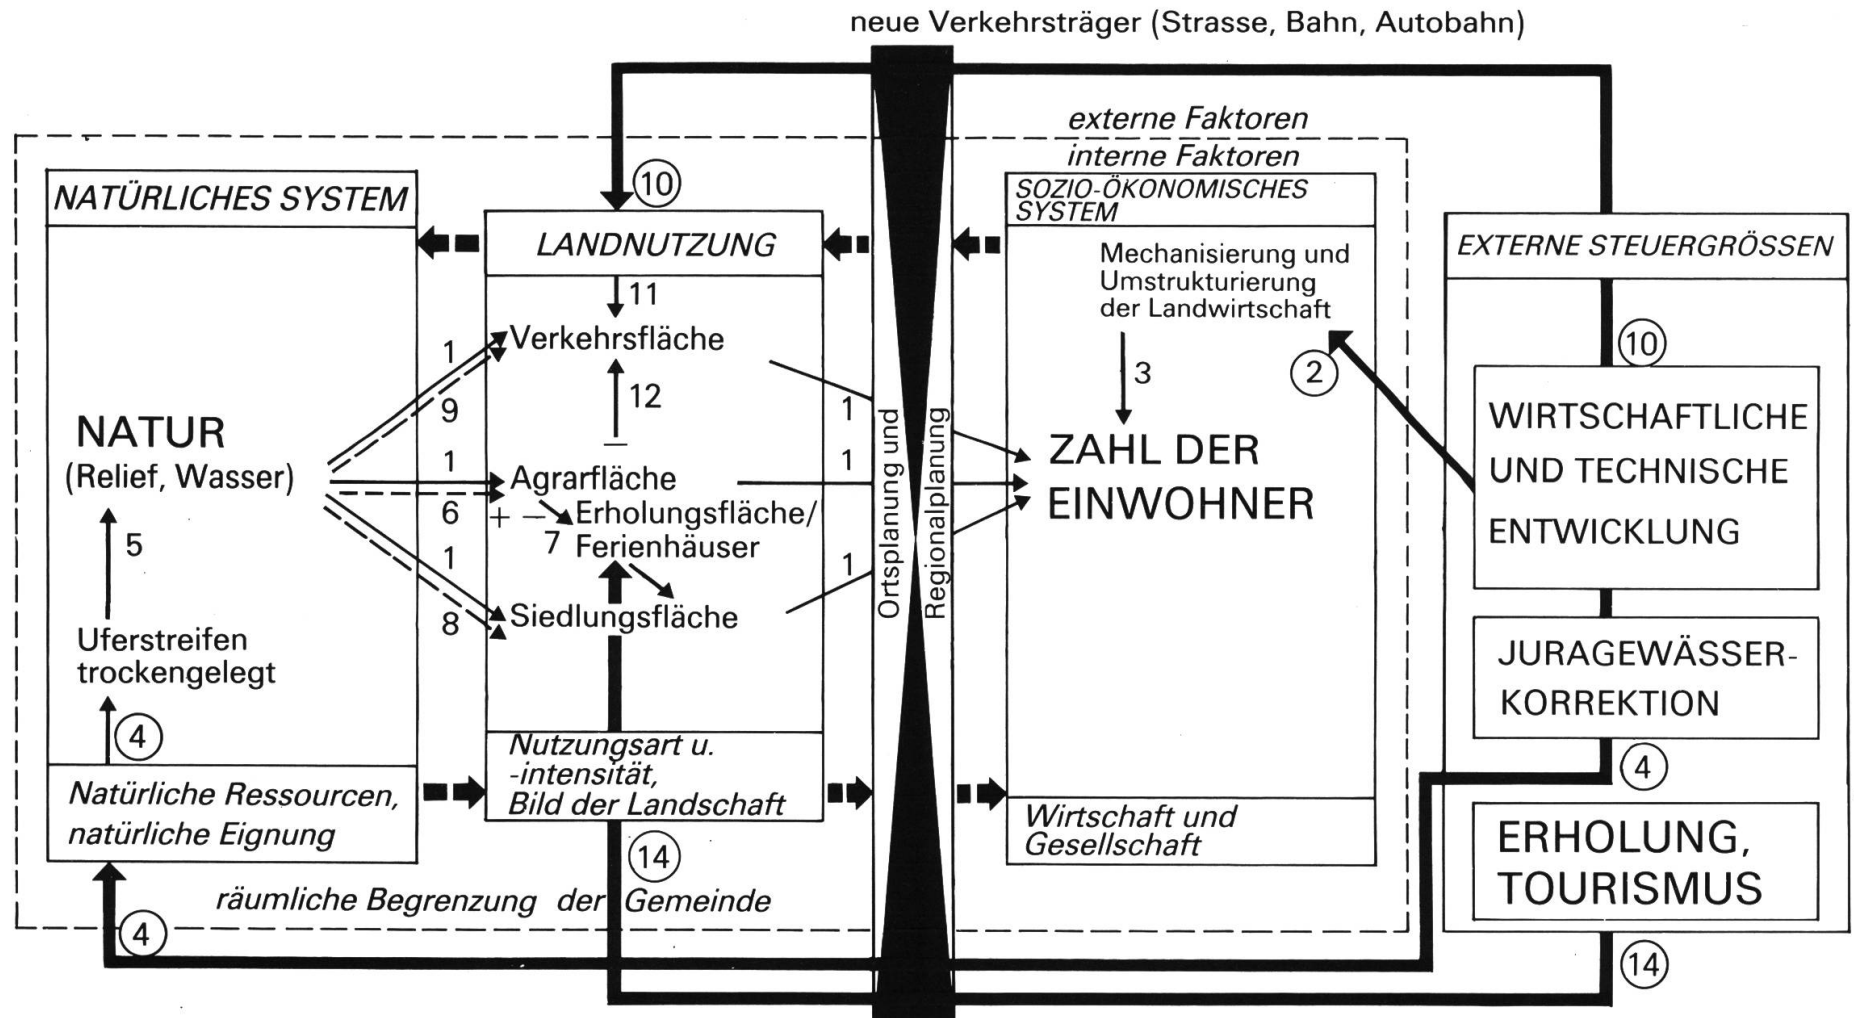 neue Verkehrsträger (Strasse, Bahn, Autobahn)
externe Faktoren
interne Faktoren
NATÜRLICHES SYSTEM
NATUR
(Relief, Wasser)
5
Uferstreifen
trockengelegt
4
Natürliche Ressourcen,
natürliche Eignung
4
1
9
1
6
1
8
10
LANDNUTZUNG
11
Verkehrsfläche
12
–
Agrarfläche
+ –
Erholungsfläche/
7 Ferienhäuser
Siedlungsfläche
Nutzungsart u.
-intensität,
Bild der Landschaft
14
räumliche Begrenzung der Gemeinde
1
1
1
Ortsplanung und
Regionalplanung
SOZIO-ÖKONOMISCHES
SYSTEM
Mechanisierung und
Umstrukturierung
der Landwirtschaft
2
3
ZAHL DER
EINWOHNER
Wirtschaft und
Gesellschaft
EXTERNE STEUERGRÖSSEN
10
WIRTSCHAFTLICHE
UND TECHNISCHE
ENTWICKLUNG
JURAGEWÄSSER-
KORREKTION
4
ERHOLUNG,
TOURISMUS
14